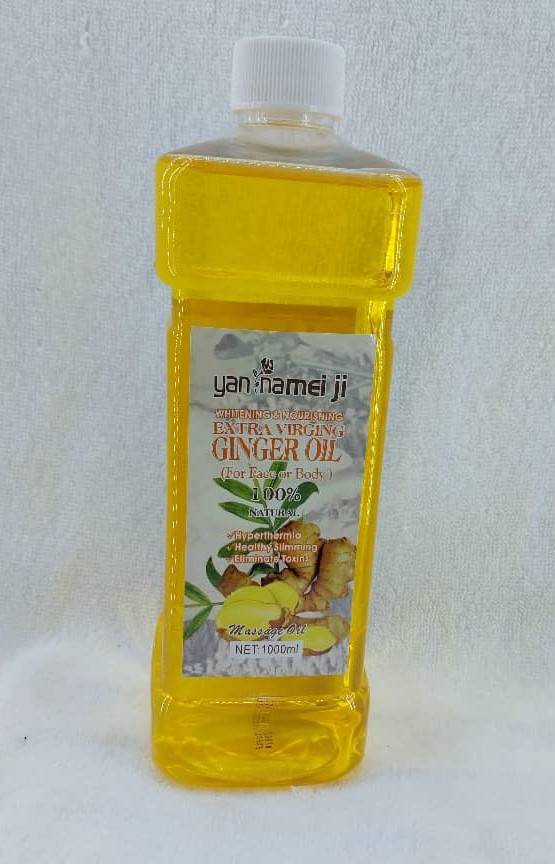 yan namei ji
WHITENING & NOURISHING
EXTRA VIRGING
GINGER OIL
(For Face or Body)
100%
NATURAL
Hyperthermia
Healthy Slimming
Eliminate Toxins
Massage Oil
NET:1000ml